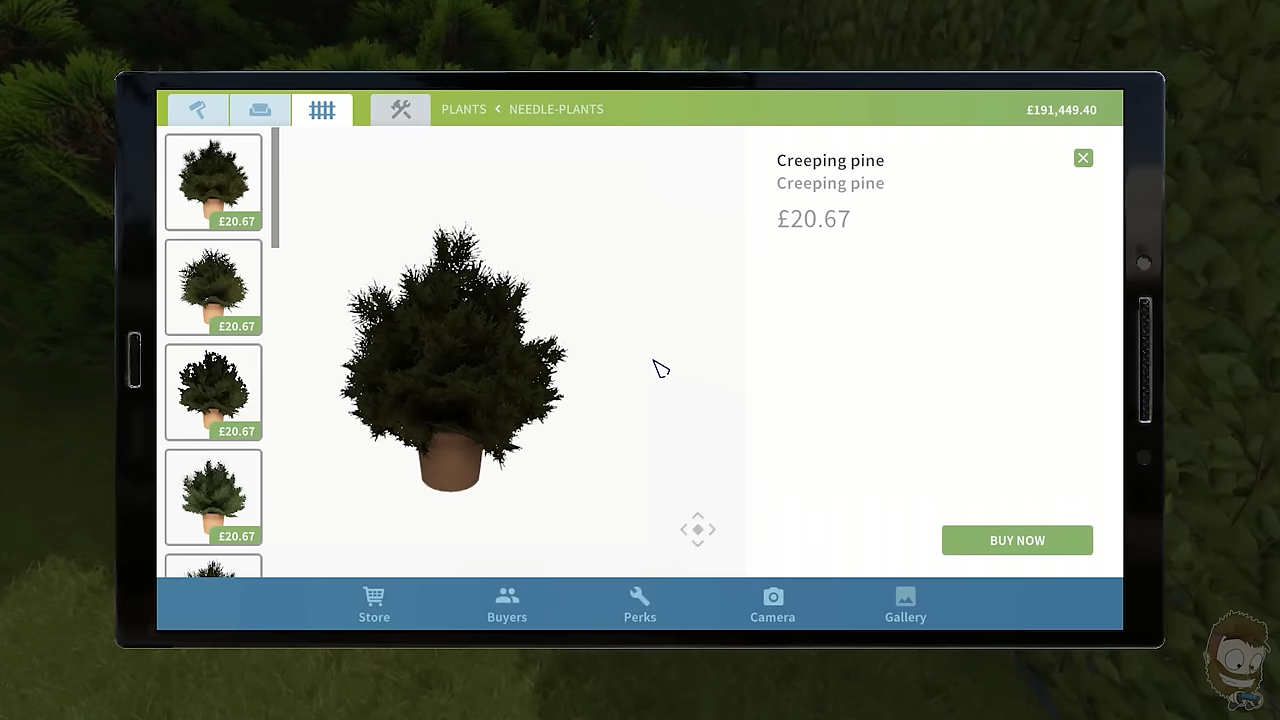 PLANTS < NEEDLE-PLANTS
£191,449.40
£20.67
£20.67
£20.67
£20.67
Creeping pine
Creeping pine
£20.67
BUY NOW
Store
Buyers
Perks
Camera
Gallery